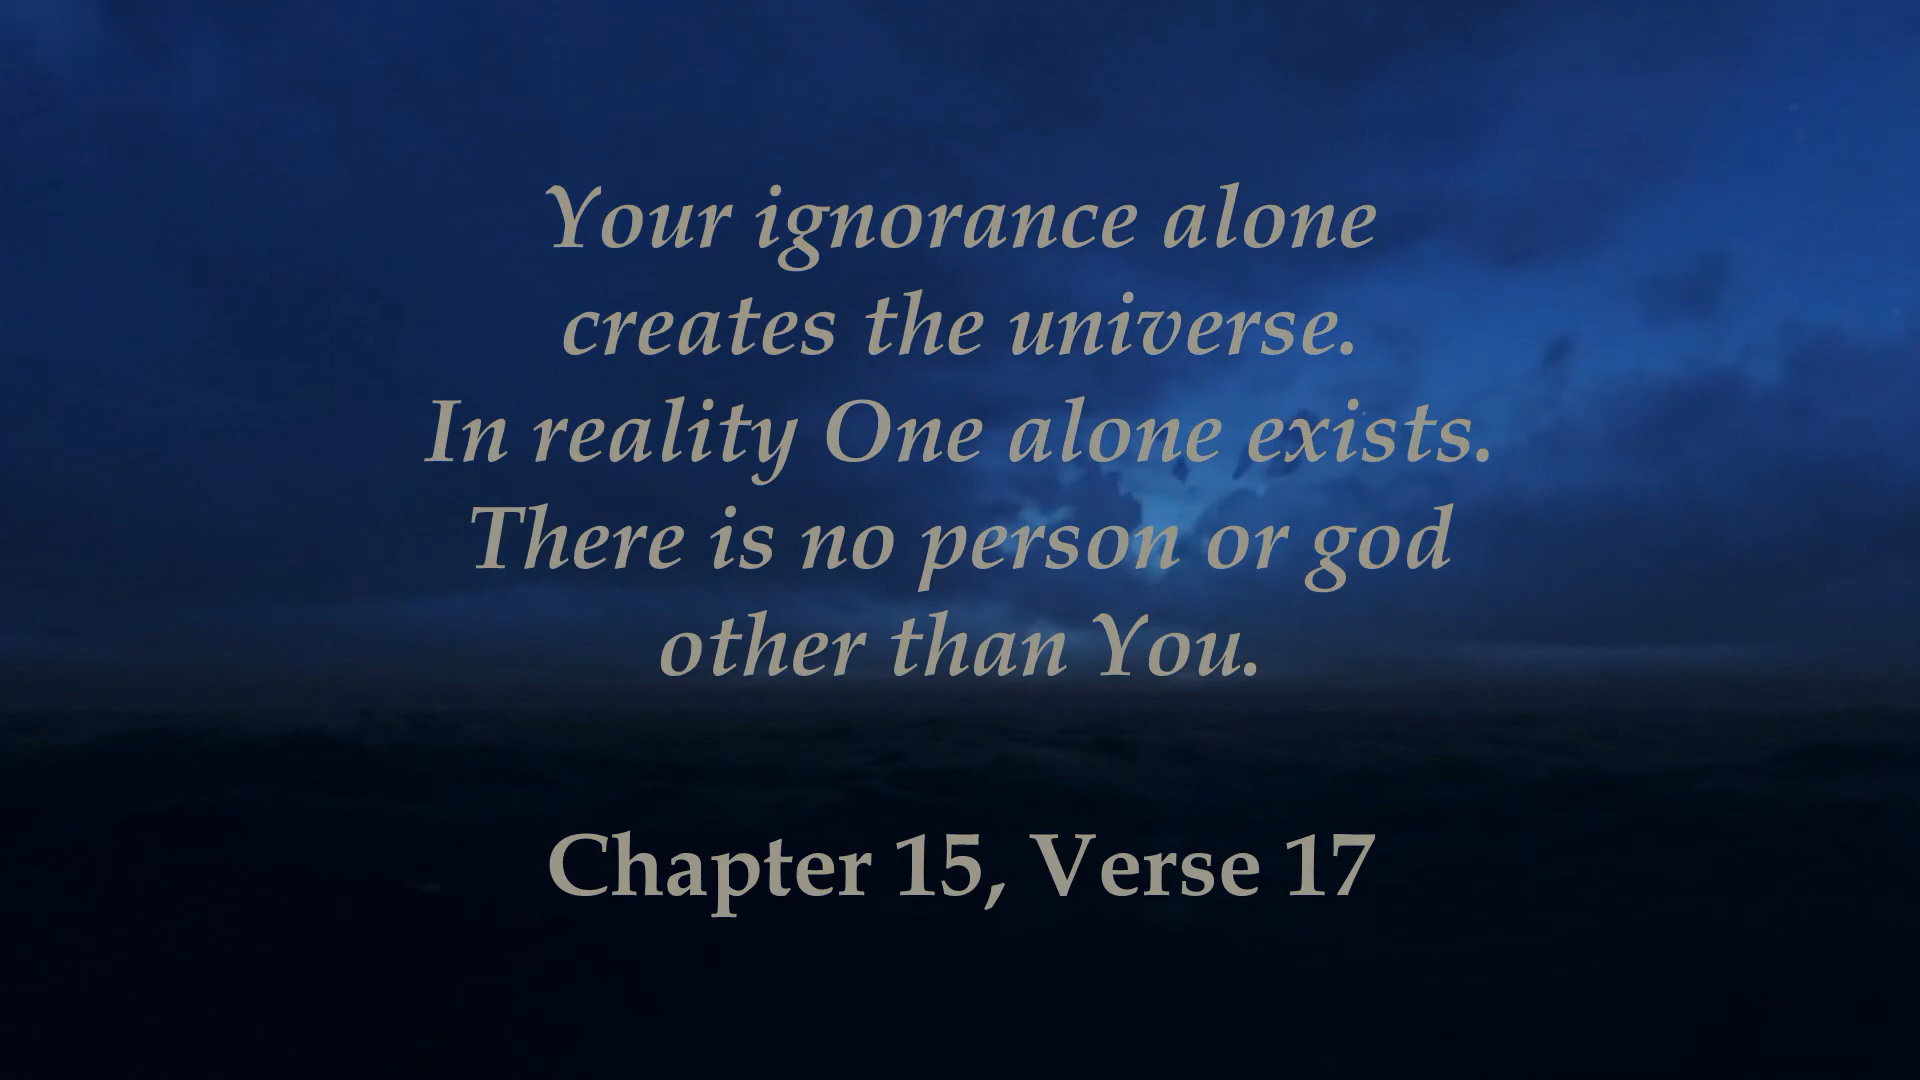 Your ignorance alone
creates the universe.
In reality One alone exists.
There is no person or god
other than You.
Chapter 15, Verse 17